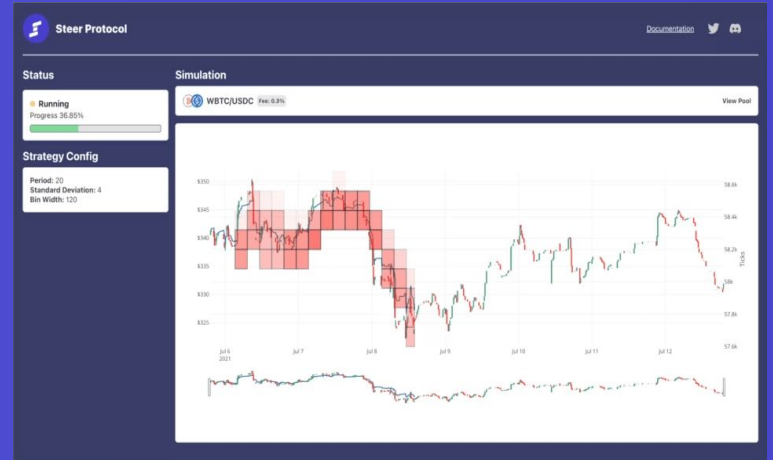 Steer Protocol
Documentation
Status
Running
Progress 36.85%
Strategy Config
Period: 20
Standard Deviation: 4
Bin Width: 120
Simulation
WBTC/USDC Fee: 0.3%
View Pool
$350
$345
$340
$335
$330
$325
58.6k
58.4k
58.2k
58k
57.8k
57.6k
Ticks
Jul 6
2021
Jul 7
Jul 8
Jul 9
Jul 10
Jul 11
Jul 12